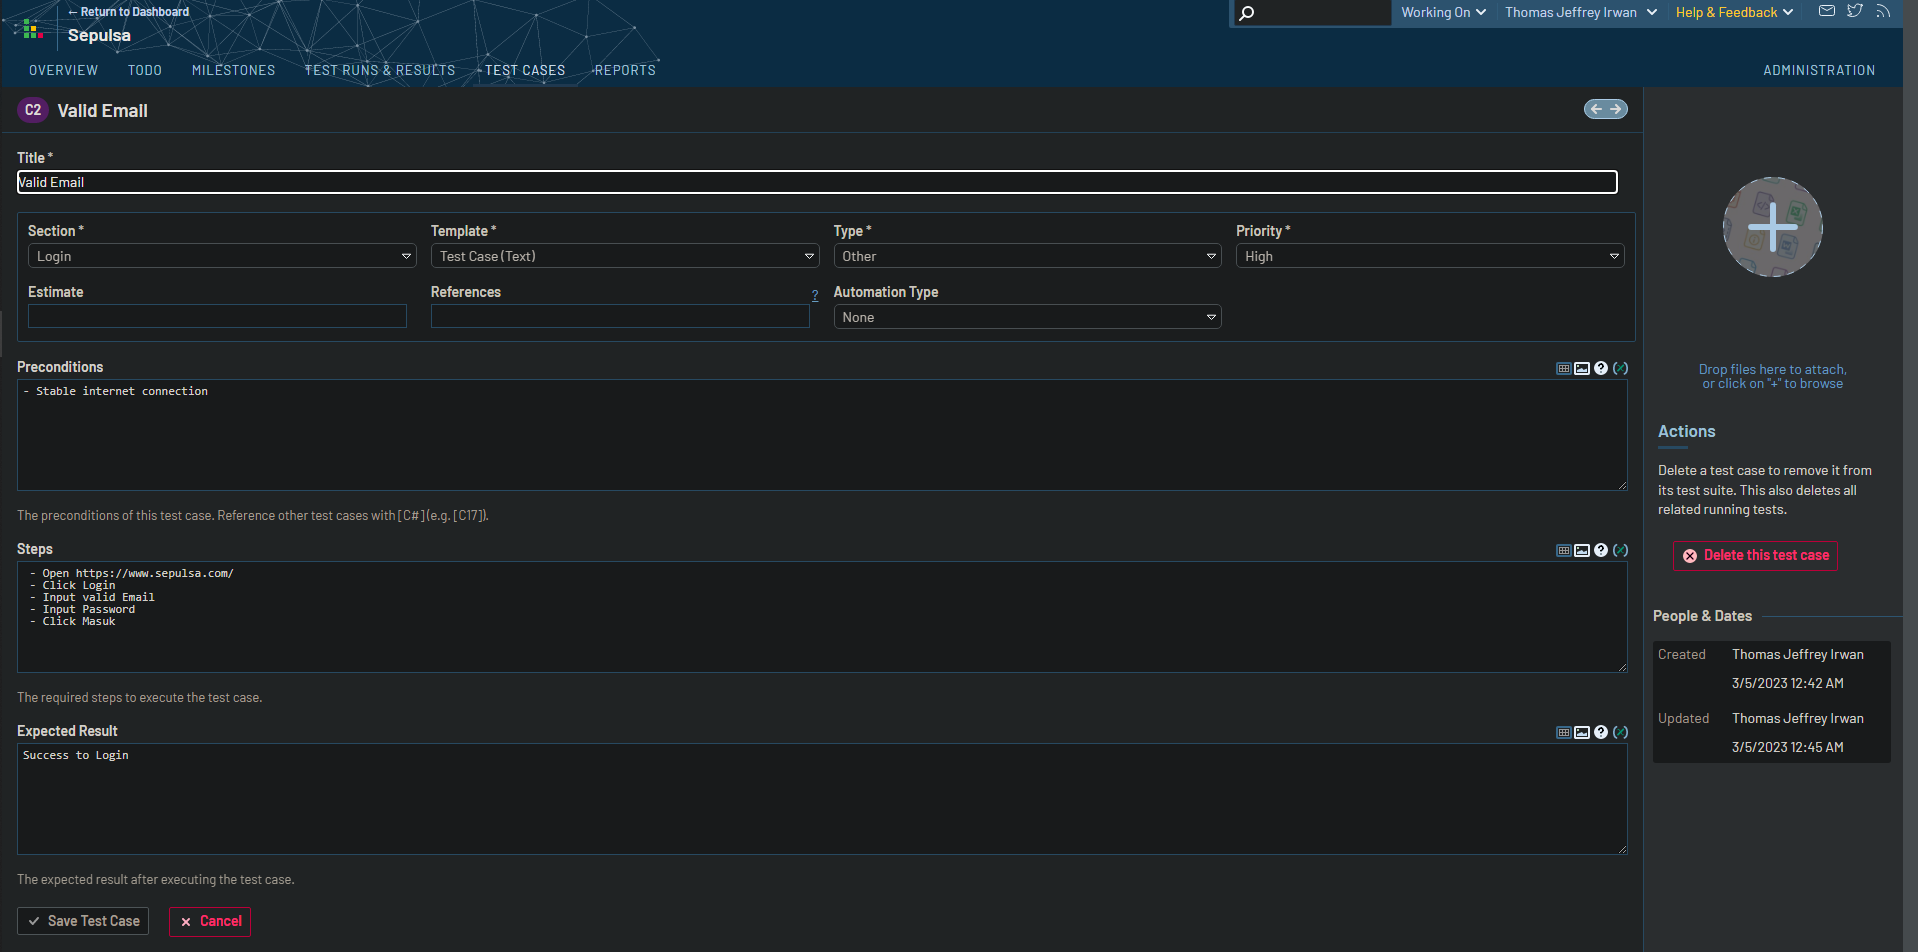 ← Return to Dashboard
Sepulsa
Working On
Thomas Jeffrey Irwan
Help & Feedback
OVERVIEW
TODO
MILESTONES
TEST RUNS & RESULTS
TEST CASES
REPORTS
ADMINISTRATION
C2 Valid Email
Title *
Valid Email
Section *
Template *
Type *
Priority *
Login
Test Case (Text)
Other
High
Estimate
References
?
Automation Type
None
Preconditions
- Stable internet connection
The preconditions of this test case. Reference other test cases with [C#] (e.g. [C17]).
Steps
- Open https://www.sepulsa.com/
- Click Login
- Input valid Email
- Input Password
- Click Masuk
The required steps to execute the test case.
Expected Result
Success to Login
The expected result after executing the test case.
Save Test Case
Cancel
Drop files here to attach,
or click on "+" to browse
Actions
Delete a test case to remove it from
its test suite. This also deletes all
related running tests.
Delete this test case
People & Dates
Created
Thomas Jeffrey Irwan
3/5/2023 12:42 AM
Updated
Thomas Jeffrey Irwan
3/5/2023 12:45 AM